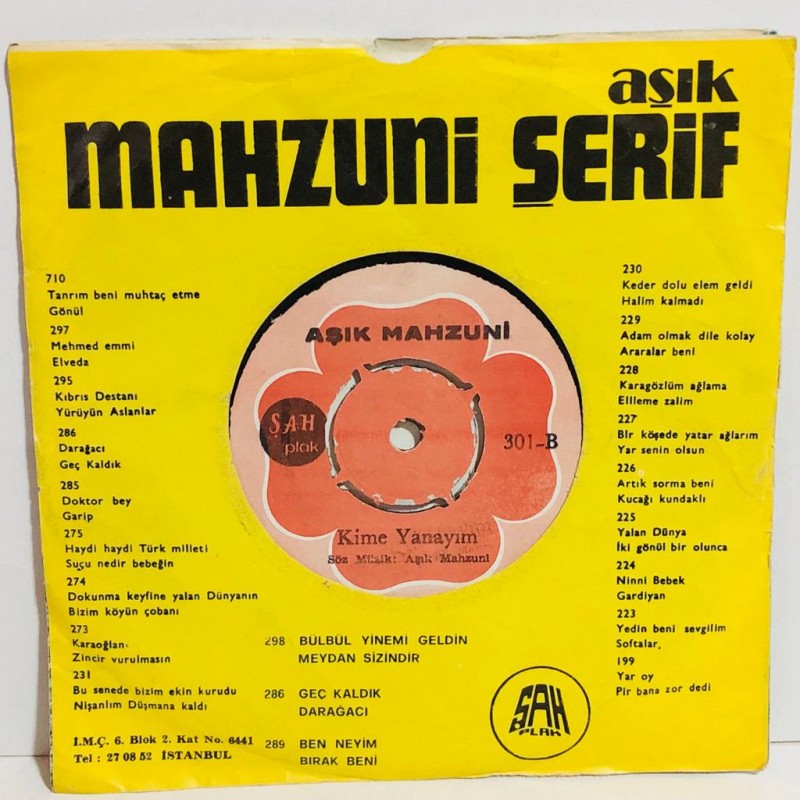 aşık
MAHZUNİ ŞERİF
710
Tanrım beni muhtaç etme
Gönül
297
Mehmed emmi
Elveda
295
Kıbrıs Destanı
Yürüyün Aslanlar
286
Darağacı
Geç Kaldık
285
Doktor bey
Garip
275
Haydi haydi Türk milleti
Suçu nedir bebeğin
274
Dokunma keyfine yalan Dünyanın
Bizim köyün çobanı
273
Karaoğlan
Zincir vurulmasın
231
Bu senede bizim ekin kurudu
Nişanlım Düşmana kaldı
İ.M.Ç. 6. Blok 2. Kat No. 6441
Tel : 27 08 52 İSTANBUL
AŞIK MAHZUNİ
ŞAH
plak
301-B
Kime Yanayım
Söz Müzik: Aşık Mahzuni
298 BÜLBÜL YİNEMİ GELDİN
MEYDAN SİZİNDİR
286 GEÇ KALDIK
DARAĞACI
289 BEN NEYİM
BIRAK BENİ
230
Keder dolu elem geldi
Halim kalmadı
229
Adam olmak dile kolay
Araralar beni
228
Karagözlüm ağlama
Ellleme zalim
227
Bir köşede yatar ağlarım
Yar senin olsun
226
Artık sorma beni
Kucağı kundaklı
225
Yalan Dünya
İki gönül bir olunca
224
Ninni Bebek
Gardiyan
223
Yedin beni sevgilim
Softalar,
199
Yar oy
Pir bana zor dedi
ŞAH
PLAK